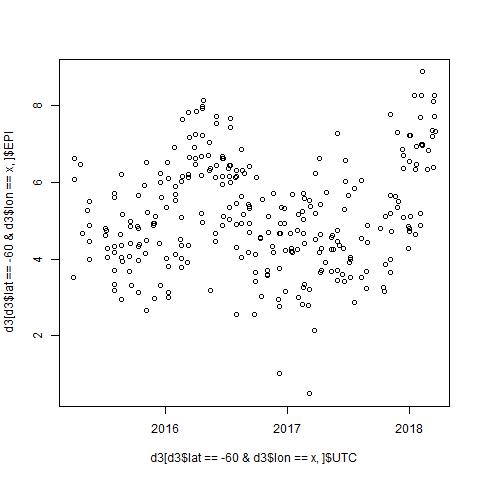 d3[d3$lat == -60 & d3$lon == x, ]$EPI
8
6
4
2
2016 2017 2018
d3[d3$lat == -60 & d3$lon == x, ]$UTC